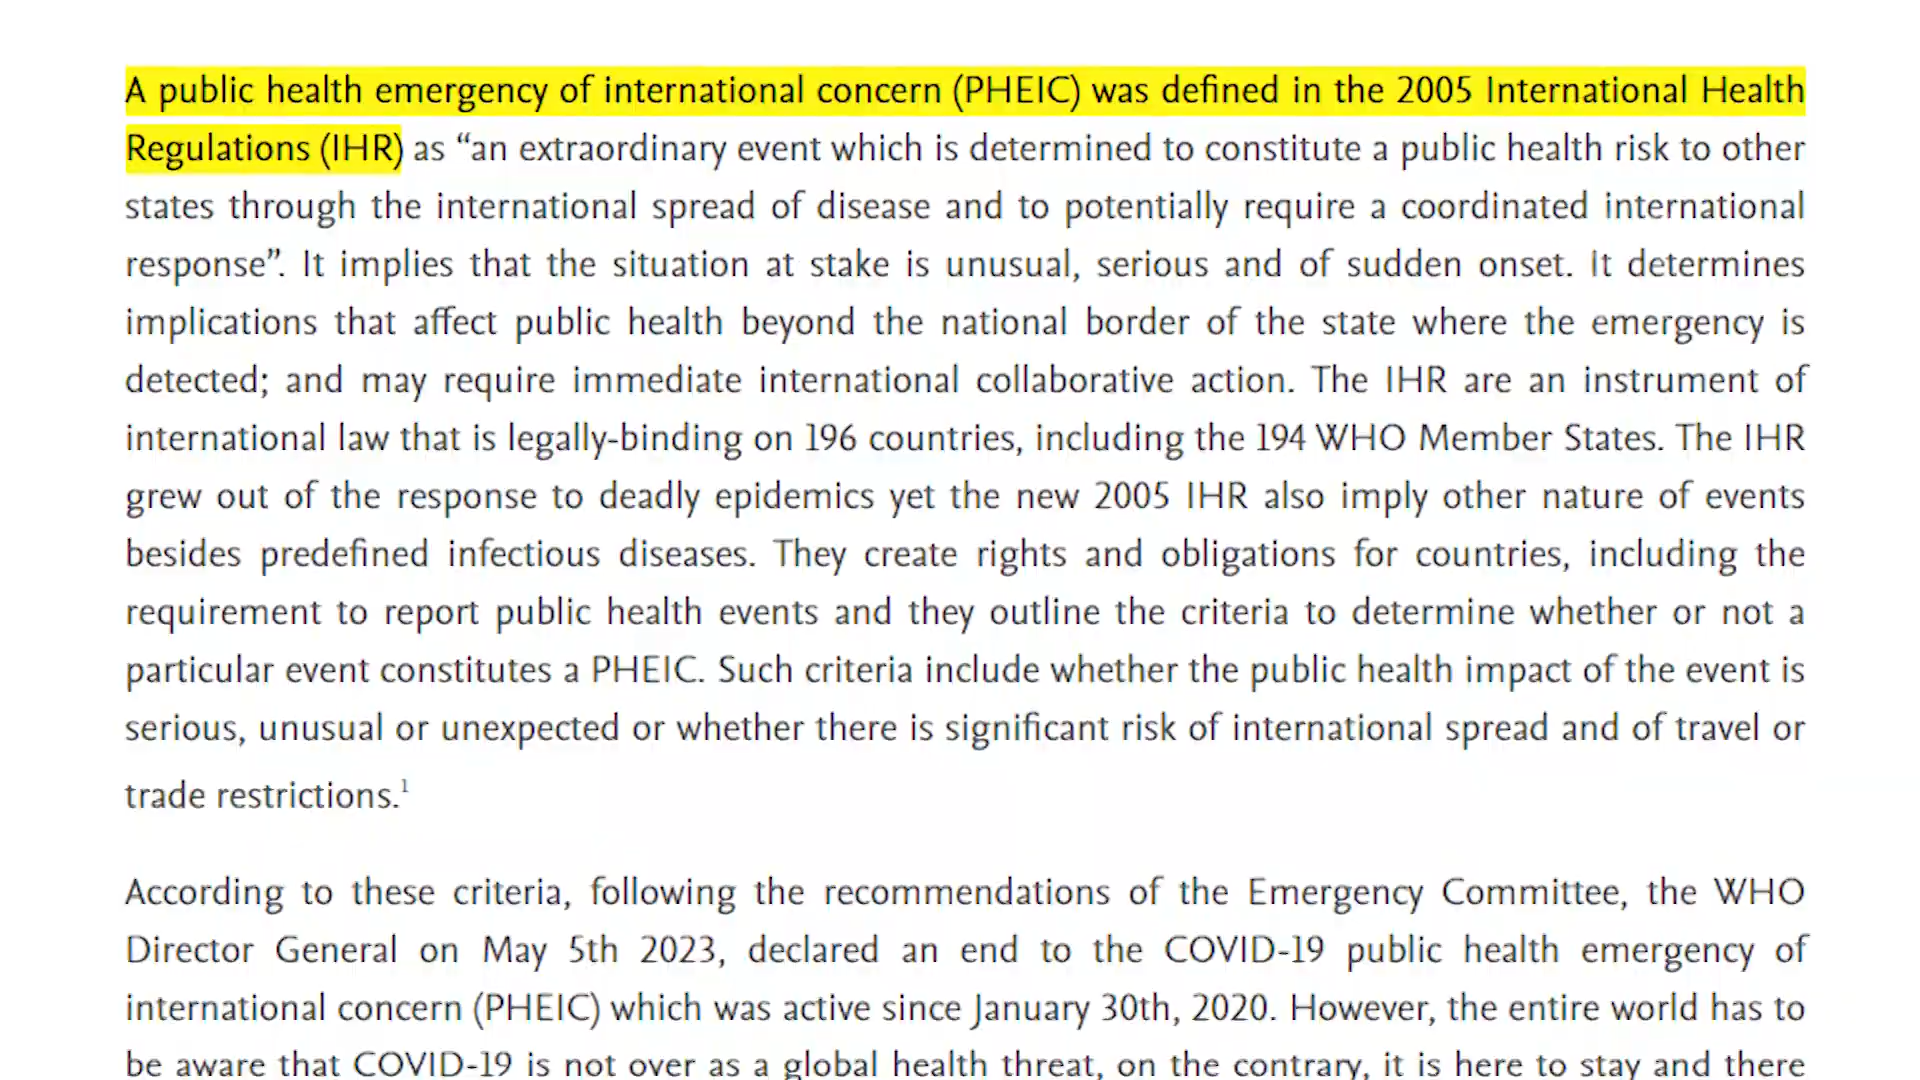 A public health emergency of international concern (PHEIC) was defined in the 2005 International Health
Regulations (IHR) as “an extraordinary event which is determined to constitute a public health risk to other
states through the international spread of disease and to potentially require a coordinated international
response”. It implies that the situation at stake is unusual, serious and of sudden onset. It determines
implications that affect public health beyond the national border of the state where the emergency is
detected; and may require immediate international collaborative action. The IHR are an instrument of
international law that is legally-binding on 196 countries, including the 194 WHO Member States. The IHR
grew out of the response to deadly epidemics yet the new 2005 IHR also imply other nature of events
besides predefined infectious diseases. They create rights and obligations for countries, including the
requirement to report public health events and they outline the criteria to determine whether or not a
particular event constitutes a PHEIC. Such criteria include whether the public health impact of the event is
serious, unusual or unexpected or whether there is significant risk of international spread and of travel or
trade restrictions.¹
According to these criteria, following the recommendations of the Emergency Committee, the WHO
Director General on May 5th 2023, declared an end to the COVID-19 public health emergency of
international concern (PHEIC) which was active since January 30th, 2020. However, the entire world has to
be aware that COVID-19 is not over as a global health threat, on the contrary, it is here to stay and there